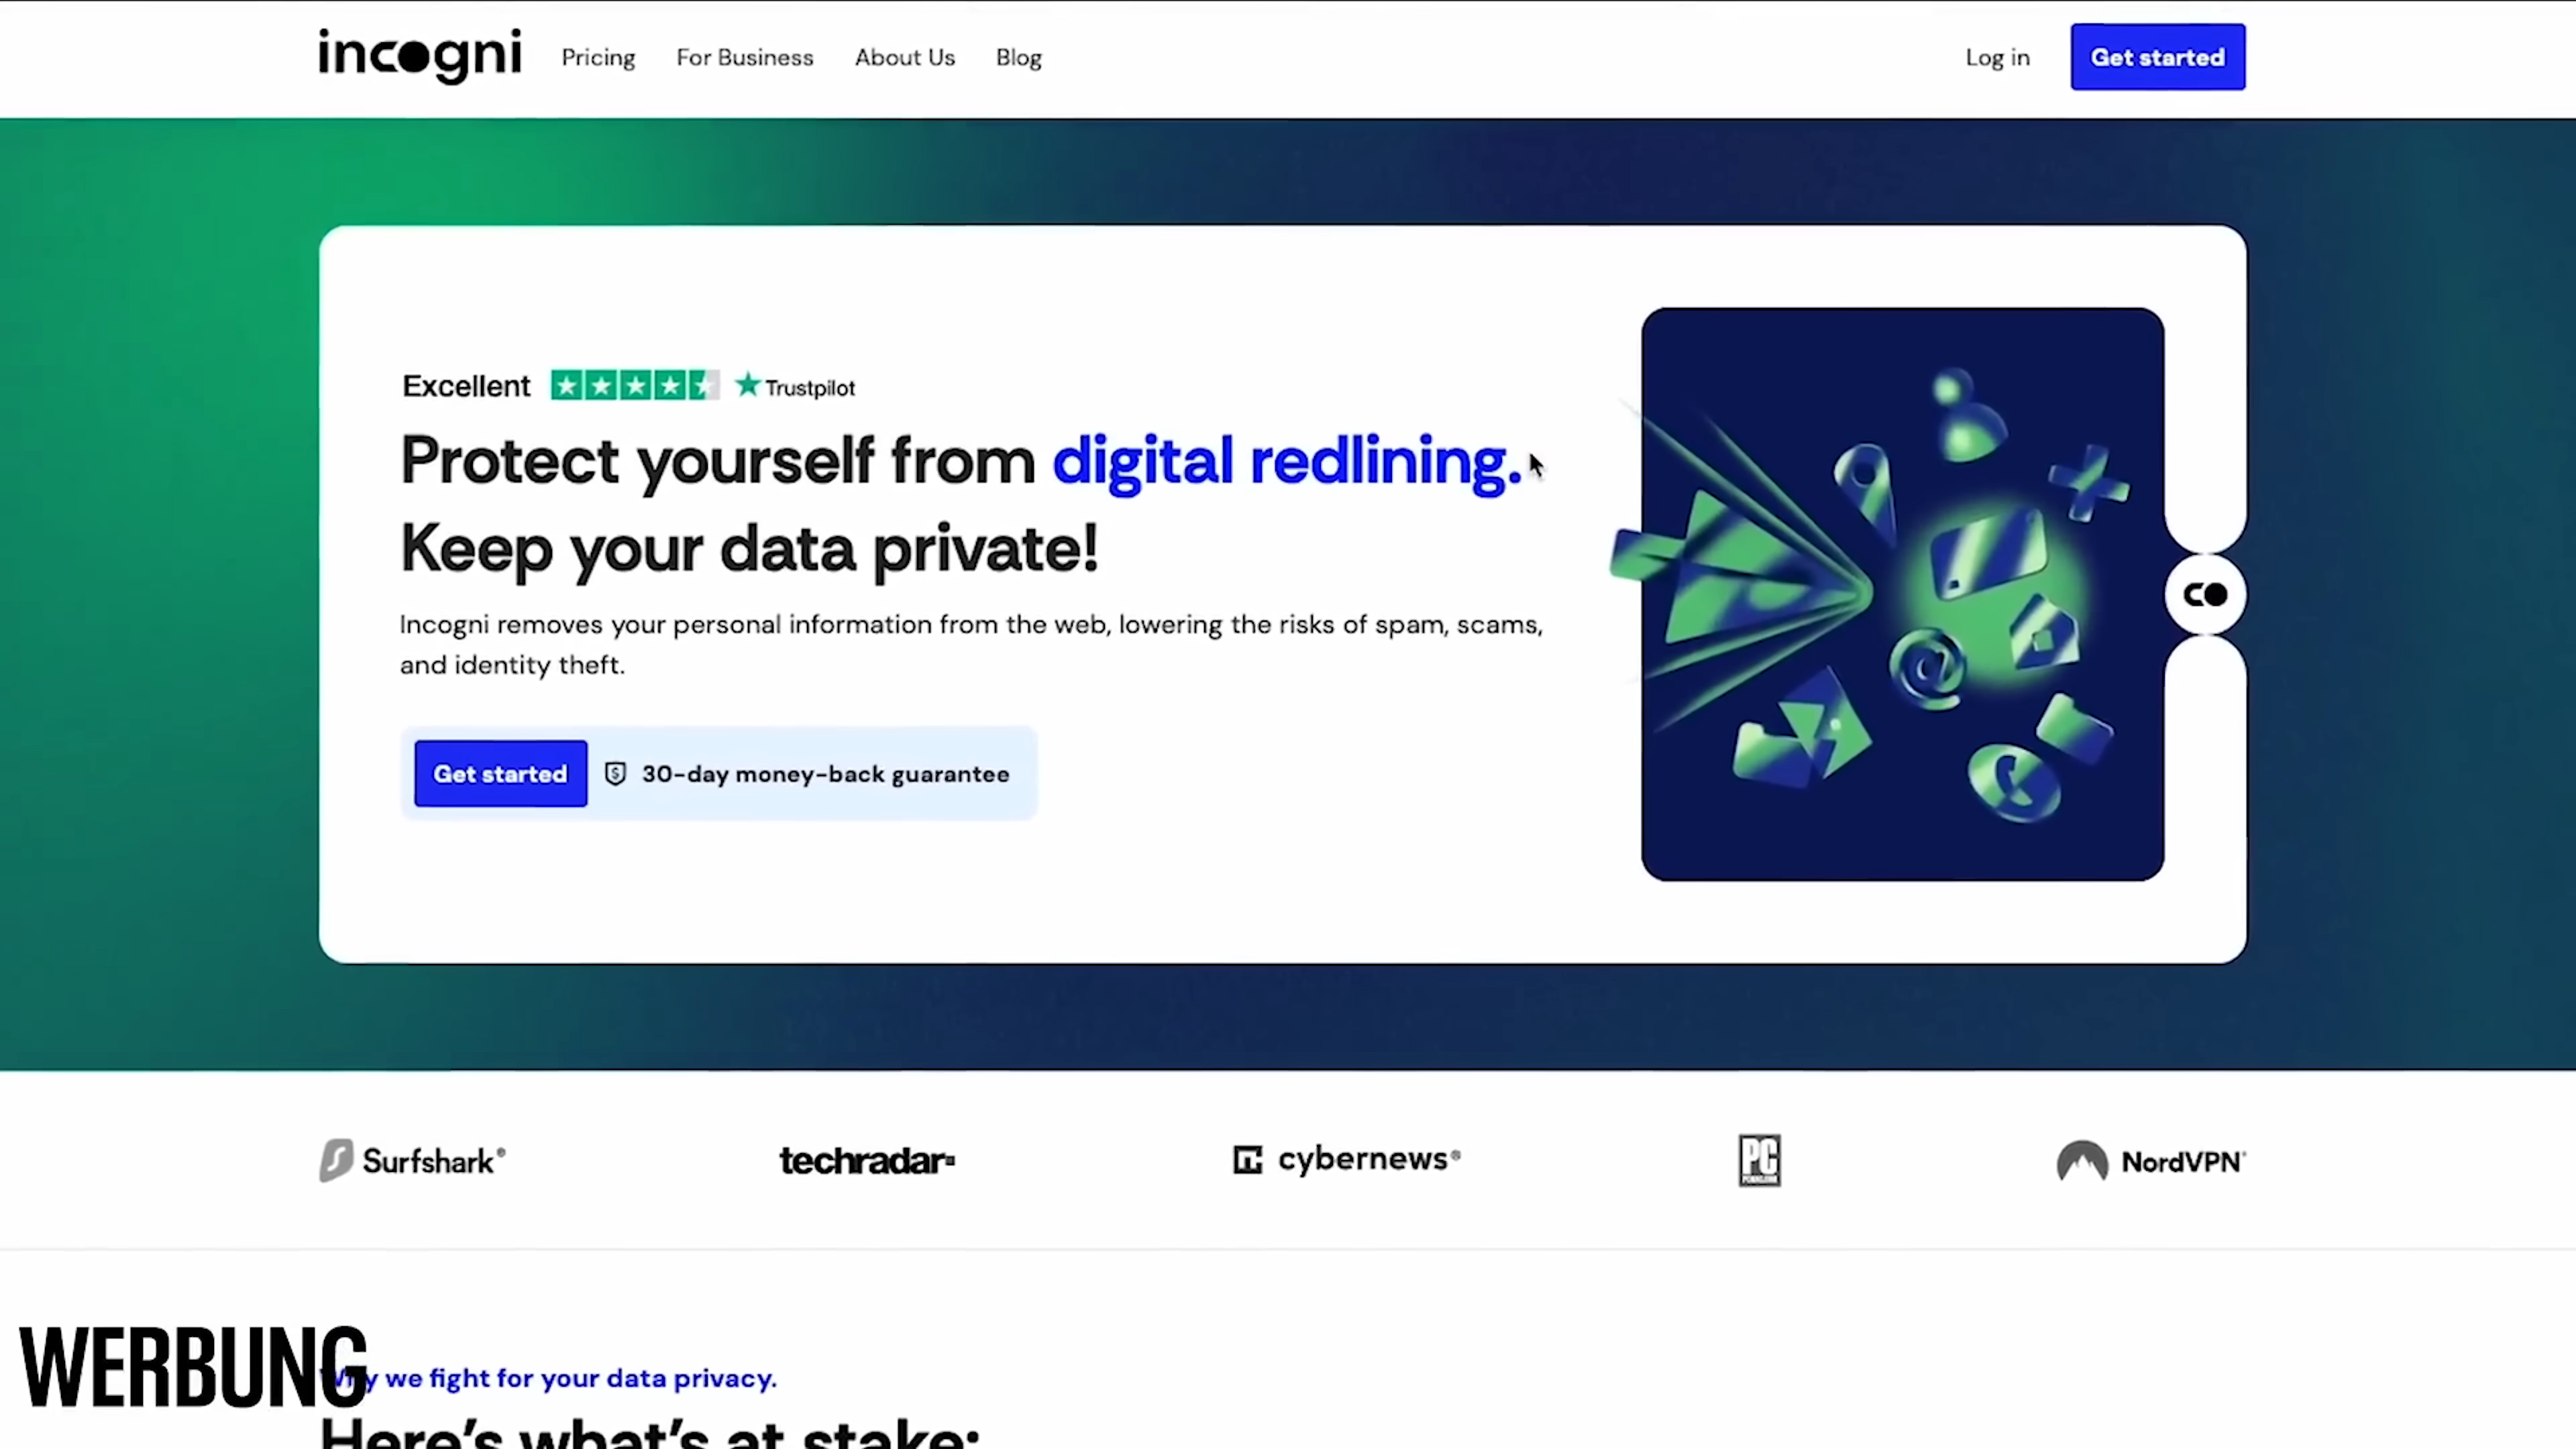 incogni
Pricing
For Business
About Us
Blog
Log in
Get started
Excellent
Trustpilot
Protect yourself from digital redlining.
Keep your data private!
Incogni removes your personal information from the web, lowering the risks of spam, scams,
and identity theft.
Get started
30-day money-back guarantee
Surfshark®
techradar
cybernews®
PC
NordVPN®
WERBUNG
Why we fight for your data privacy.
Here's what's at stake: